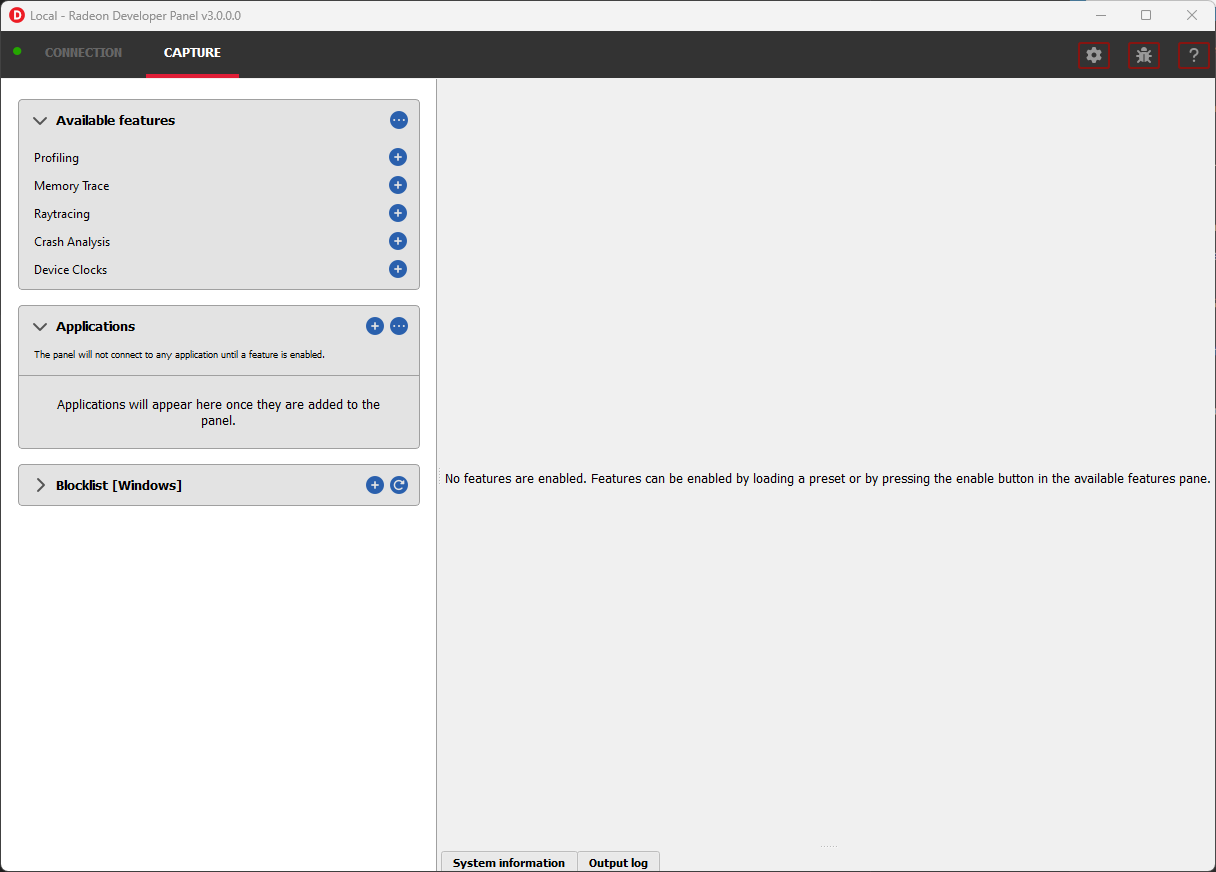 D Local - Radeon Developer Panel v3.0.0.0
CONNECTION CAPTURE ?
Available features
Profiling
Memory Trace
Raytracing
Crash Analysis
Device Clocks
Applications
The panel will not connect to any application until a feature is enabled.
Applications will appear here once they are added to the
panel.
Blocklist [Windows]
No features are enabled. Features can be enabled by loading a preset or by pressing the enable button in the available features pane.
System information Output log